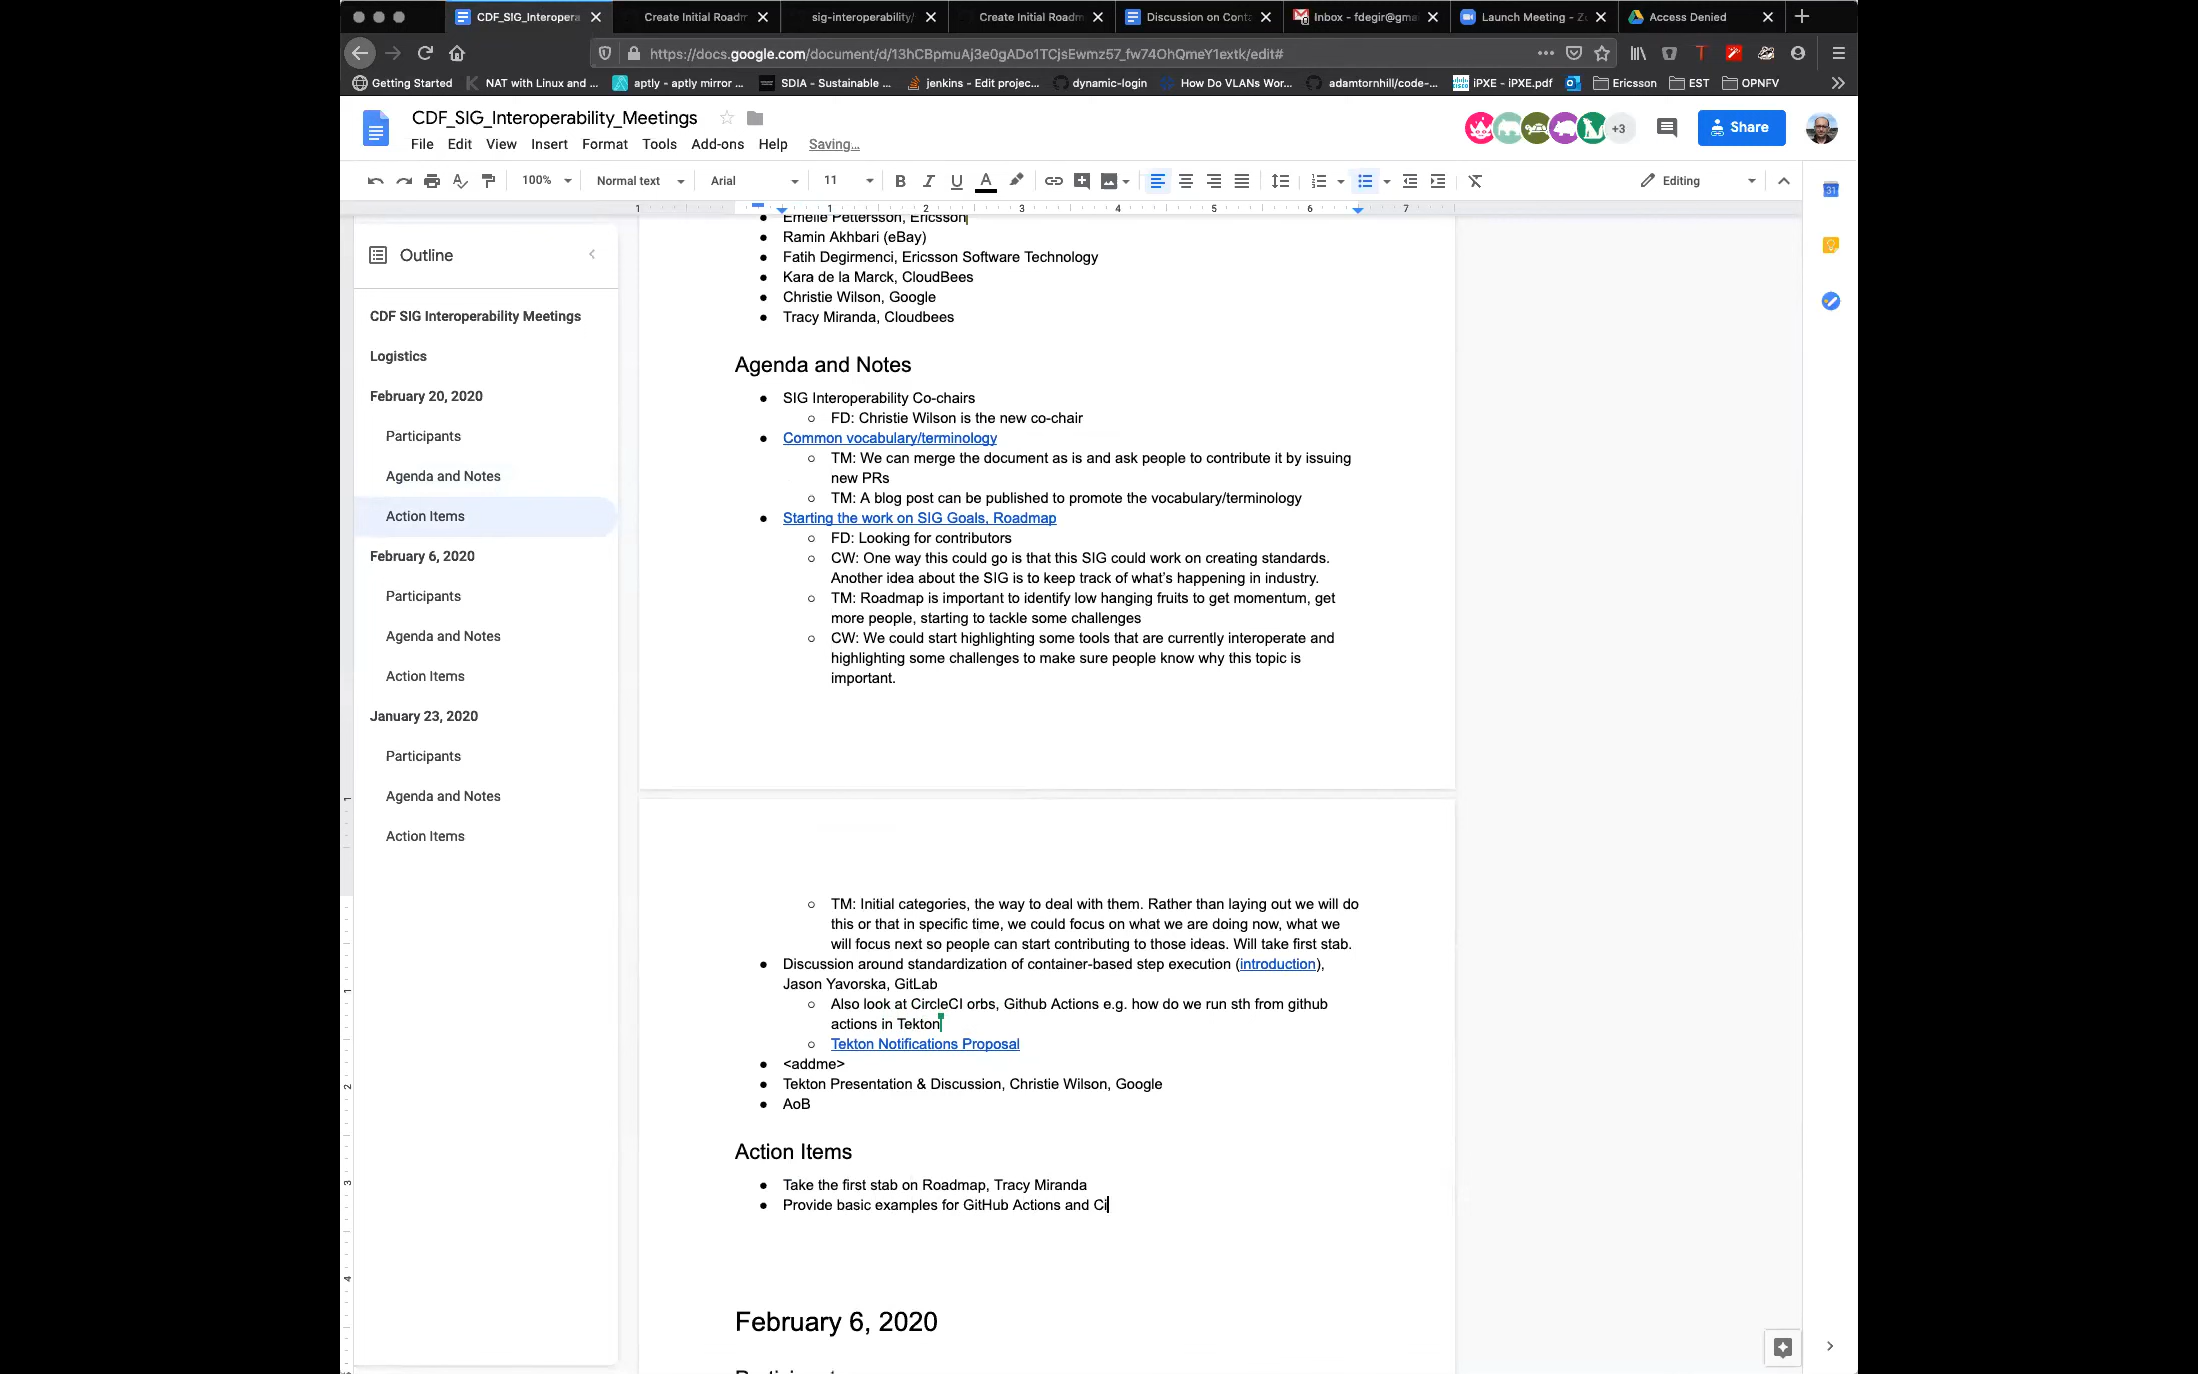 CDF_SIG_Interopera
Create Initial Roadm
sig-interoperability/
Create Initial Roadm
Discussion on Conta
Inbox - fdegir@gma
Launch Meeting - Zo
Access Denied
https://docs.google.com/document/d/13hCBpmuAj3e0gADo1TCjsEwmz57_fw74OhQmeY1extk/edit#
Getting Started
NAT with Linux and ...
aptly - aptly mirror ...
SDIA - Sustainable ...
jenkins - Edit projec...
dynamic-login
How Do VLANs Wor...
adamtornhill/code-...
iPXE - iPXE.pdf
Ericsson
EST
OPNFV
CDF_SIG_Interoperability_Meetings
+3
Share
File Edit View Insert Format Tools Add-ons Help Saving...
100% Normal text Arial 11 Editing
1 1 2 3 4 5 6 7
Outline
CDF SIG Interoperability Meetings
Logistics
February 20, 2020
Participants
Agenda and Notes
Action Items
February 6, 2020
Participants
Agenda and Notes
Action Items
January 23, 2020
Participants
Agenda and Notes
Action Items
Emelie Pettersson, Ericsson
Ramin Akhbari (eBay)
Fatih Degirmenci, Ericsson Software Technology
Kara de la Marck, CloudBees
Christie Wilson, Google
Tracy Miranda, Cloudbees
Agenda and Notes
SIG Interoperability Co-chairs
FD: Christie Wilson is the new co-chair
Common vocabulary/terminology
TM: We can merge the document as is and ask people to contribute it by issuing
new PRs
TM: A blog post can be published to promote the vocabulary/terminology
Starting the work on SIG Goals, Roadmap
FD: Looking for contributors
CW: One way this could go is that this SIG could work on creating standards.
Another idea about the SIG is to keep track of what's happening in industry.
TM: Roadmap is important to identify low hanging fruits to get momentum, get
more people, starting to tackle some challenges
CW: We could start highlighting some tools that are currently interoperate and
highlighting some challenges to make sure people know why this topic is
important.
TM: Initial categories, the way to deal with them. Rather than laying out we will do
this or that in specific time, we could focus on what we are doing now, what we
will focus next so people can start contributing to those ideas. Will take first stab.
Discussion around standardization of container-based step execution (introduction),
Jason Yavorska, GitLab
Also look at CircleCI orbs, Github Actions e.g. how do we run sth from github
actions in Tekton
Tekton Notifications Proposal
<addme>
Tekton Presentation & Discussion, Christie Wilson, Google
AoB
Action Items
Take the first stab on Roadmap, Tracy Miranda
Provide basic examples for GitHub Actions and Ci
February 6, 2020